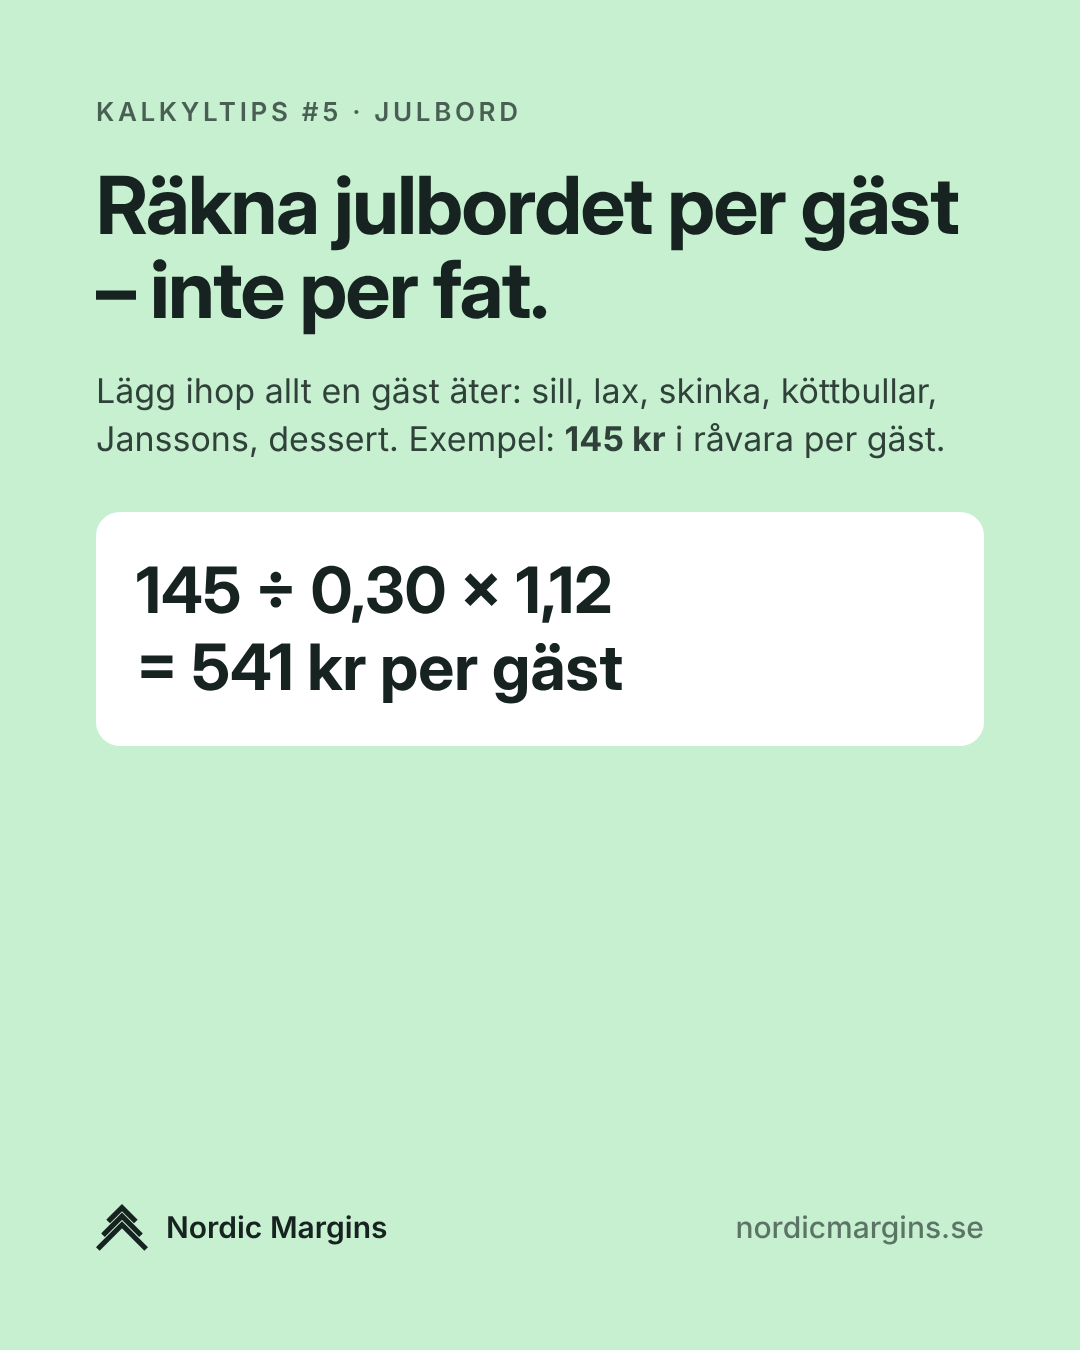 KALKYLTIPS #5 · JULBORD
Räkna julbordet per gäst
– inte per fat.
Lägg ihop allt en gäst äter: sill, lax, skinka, köttbullar,
Janssons, dessert. Exempel: 145 kr i råvara per gäst.
145 ÷ 0,30 × 1,12
= 541 kr per gäst
Nordic Margins
nordicmargins.se